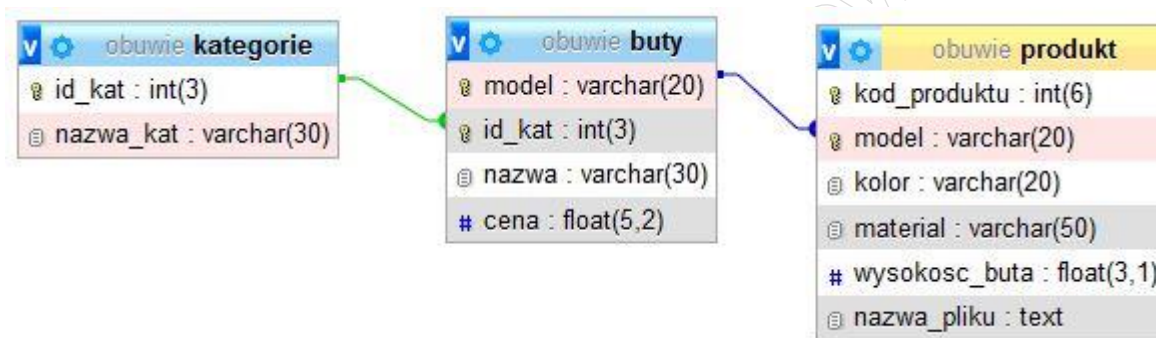 obuwie kategorie
id_kat : int(3)
nazwa_kat : varchar(30)
obuwie buty
model : varchar(20)
id_kat : int(3)
nazwa : varchar(30)
# cena : float(5,2)
obuwie produkt
kod_produktu : int(6)
model : varchar(20)
kolor : varchar(20)
material : varchar(50)
# wysokosc_buta : float(3,1)
nazwa_pliku : text